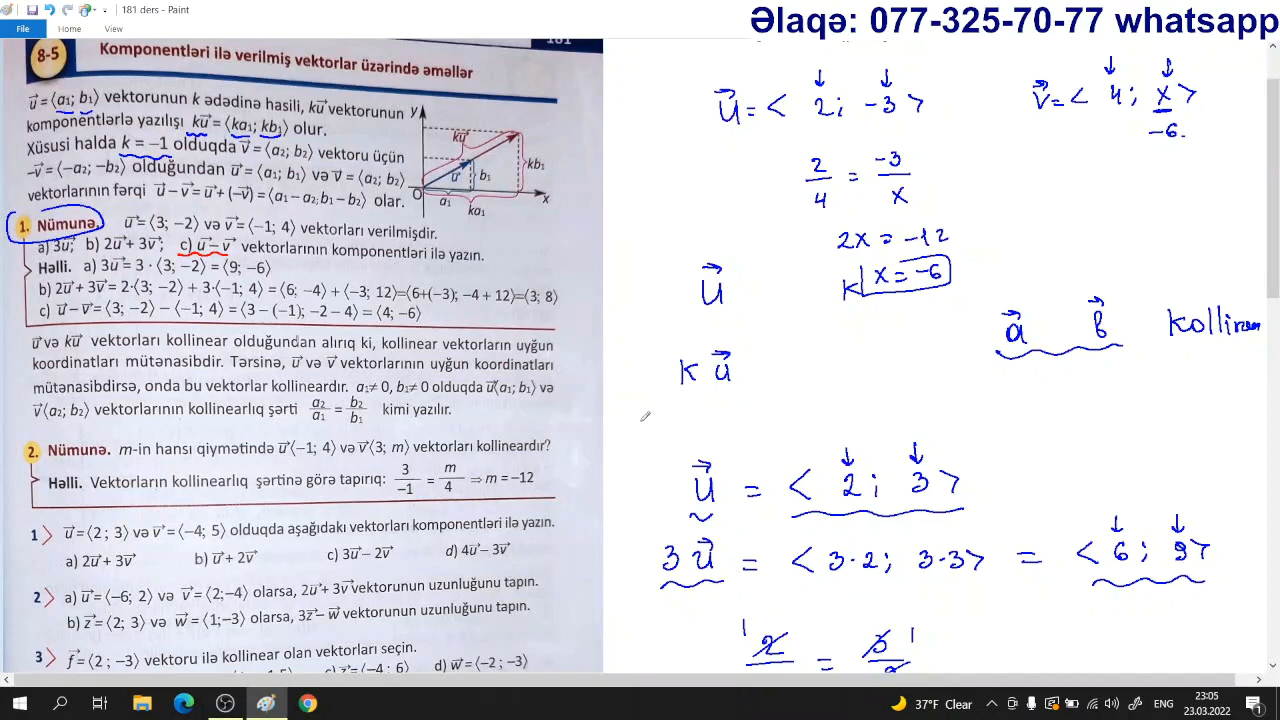 181 ders - Paint
Əlaqə: 077-325-70-77 whatsapp
File Home View
8-5 Komponentləri ilə verilmiş vektorlar üzərində əməllər
u⃗ = ⟨a₁; b₁⟩ vektorunun k ədədinə hasili, ku⃗ vektorunun
komponentlərlə yazılışı ku⃗ = ⟨ka₁; kb₁⟩ olur.
Xüsusi halda k = −1 olduqda v⃗ = ⟨a₂; b₂⟩ vektoru üçün
-v⃗ = ⟨−a₂; −b₂⟩ olduğundan u⃗ = ⟨a₁; b₁⟩ və v⃗ = ⟨a₂; b₂⟩
vektorlarının fərqi u⃗ − v⃗ = u⃗ + (−v⃗) = ⟨a₁ − a₂; b₁ − b₂⟩ olar.
y
ku⃗
kb₁
u⃗
b₁
O
a₁
x
ka₁
1. Nümunə. u⃗ = ⟨3; −2⟩ və v⃗ = ⟨−1; 4⟩ vektorları verilmişdir.
a) 3u⃗; b) 2u⃗ + 3v⃗; c) u⃗ − v⃗ vektorlarının komponentləri ilə yazın.
Həlli. a) 3u⃗ = 3 · ⟨3; −2⟩ = ⟨9; −6⟩
b) 2u⃗ + 3v⃗ = 2·⟨3; −2⟩ + 3·⟨−1; 4⟩ = ⟨6; −4⟩ + ⟨−3; 12⟩=⟨6+(−3); −4 + 12⟩=⟨3; 8⟩
c) u⃗ − v⃗ = ⟨3; −2⟩ − ⟨−1; 4⟩ = ⟨3 − (−1); −2 − 4⟩ = ⟨4; −6⟩
u⃗ və ku⃗ vektorları kollinear olduğundan alırıq ki, kollinear vektorların uyğun
koordinatları mütənasibdir. Tərsinə, u⃗ və v⃗ vektorlarının uyğun koordinatları
mütənasibdirsə, onda bu vektorlar kollineardır. a₁≠ 0, b₁≠ 0 olduqda u⃗⟨a₁; b₁⟩ və
v⃗⟨a₂; b₂⟩ vektorlarının kollinearlıq şərti a₂/a₁ = b₂/b₁ kimi yazılır.
2. Nümunə. m-in hansı qiymətində u⃗⟨−1; 4⟩ və v⃗⟨3; m⟩ vektorları kollineardır?
Həlli. Vektorların kollinearlıq şərtinə görə tapırıq: 3/−1 = m/4 ⇒ m = −12
1 > u⃗ = ⟨2 ; 3⟩ və v⃗ = ⟨−4; 5⟩ olduqda aşağıdakı vektorları komponentləri ilə yazın.
a) 2u⃗ + 3v⃗ b) u⃗ + 2v⃗ c) 3u⃗ − 2v⃗ d) 4u⃗ − 3v⃗
2 > a) u⃗ = ⟨−6; 2⟩ və v⃗ = ⟨2;−4⟩ olarsa, 2u⃗ + 3v⃗ vektorunun uzunluğunu tapın.
b) z⃗ = ⟨2; 3⟩ və w⃗ = ⟨1;−3⟩ olarsa, 3z⃗ − w⃗ vektorunun uzunluğunu tapın.
3 > f⃗ = ⟨2 ; −3⟩ vektoru ilə kollinear olan vektorları seçin.
= ⟨−4 ; 6⟩ d) w⃗ = ⟨−2 ; −3⟩
u⃗ = < 2; -3 > v⃗ = < 4; x >
-6.
2/4 = -3/x
2x = -12
x = -6
u⃗
k
a⃗ b⃗
k u⃗
u⃗ = < 2; 3 >
3u⃗ = < 3·2; 3·3 > = < 6; 9 >
1 2 = 3 1
37°F Clear ENG 23:05
23.03.2022
1